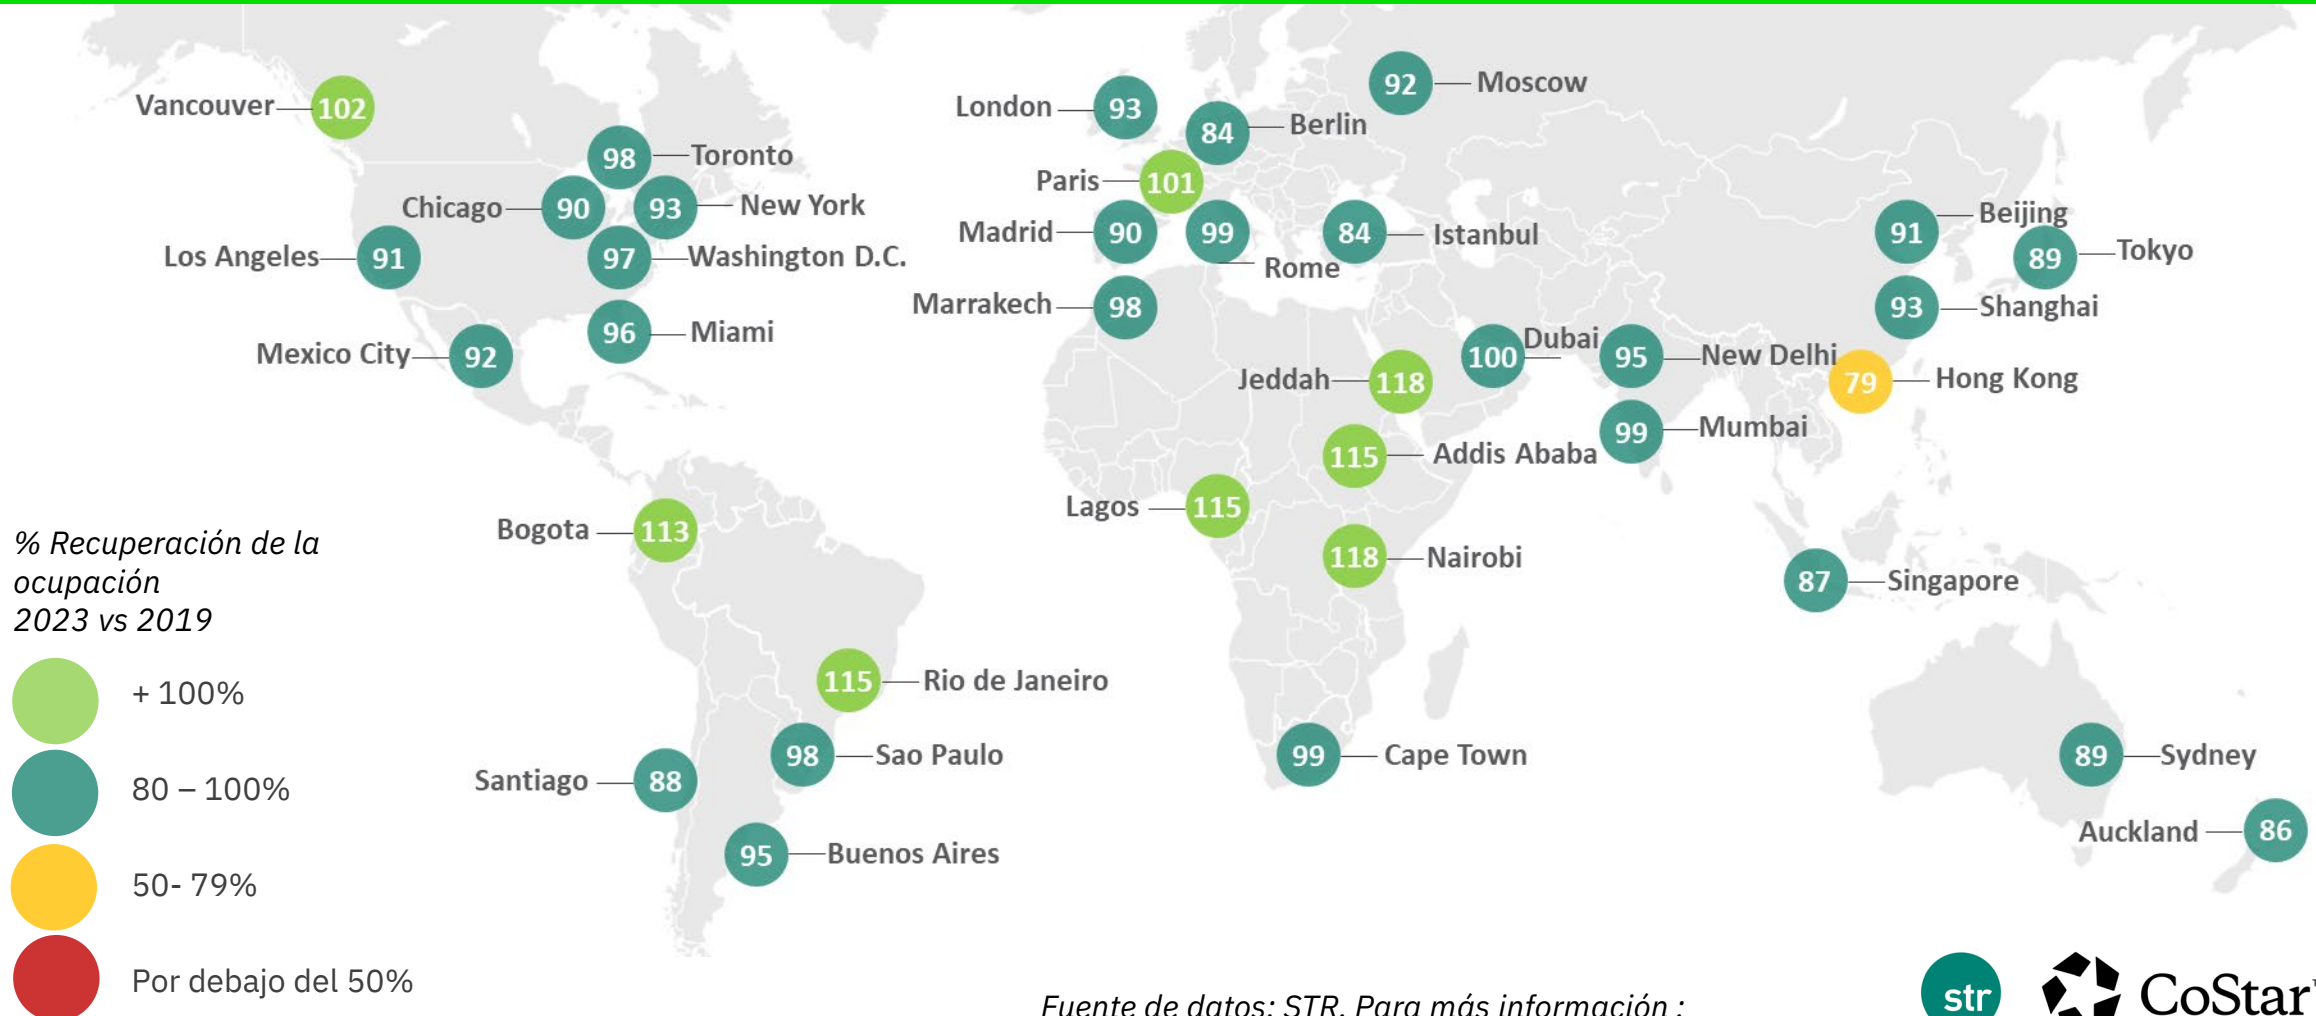 Vancouver 102
92 Moscow
London 93
84 Berlin
98 Toronto
Paris 101
Chicago 90
93 New York
Madrid 90
99 Rome
84 Istanbul
91 Beijing
89 Tokyo
Los Angeles 91
97 Washington D.C.
Marrakech 98
93 Shanghai
96 Miami
Mexico City 92
100 Dubai
95 New Delhi
Jeddah 118
79 Hong Kong
99 Mumbai
115 Addis Ababa
Lagos 115
Bogota 113
118 Nairobi
87 Singapore
% Recuperación de la
ocupación
2023 vs 2019
115 Rio de Janeiro
+ 100%
98 Sao Paulo
99 Cape Town
89 Sydney
Santiago 88
80 – 100%
Auckland 86
95 Buenos Aires
50- 79%
Por debajo del 50%
Fuente de datos: STR. Para más información :
str
CoStar